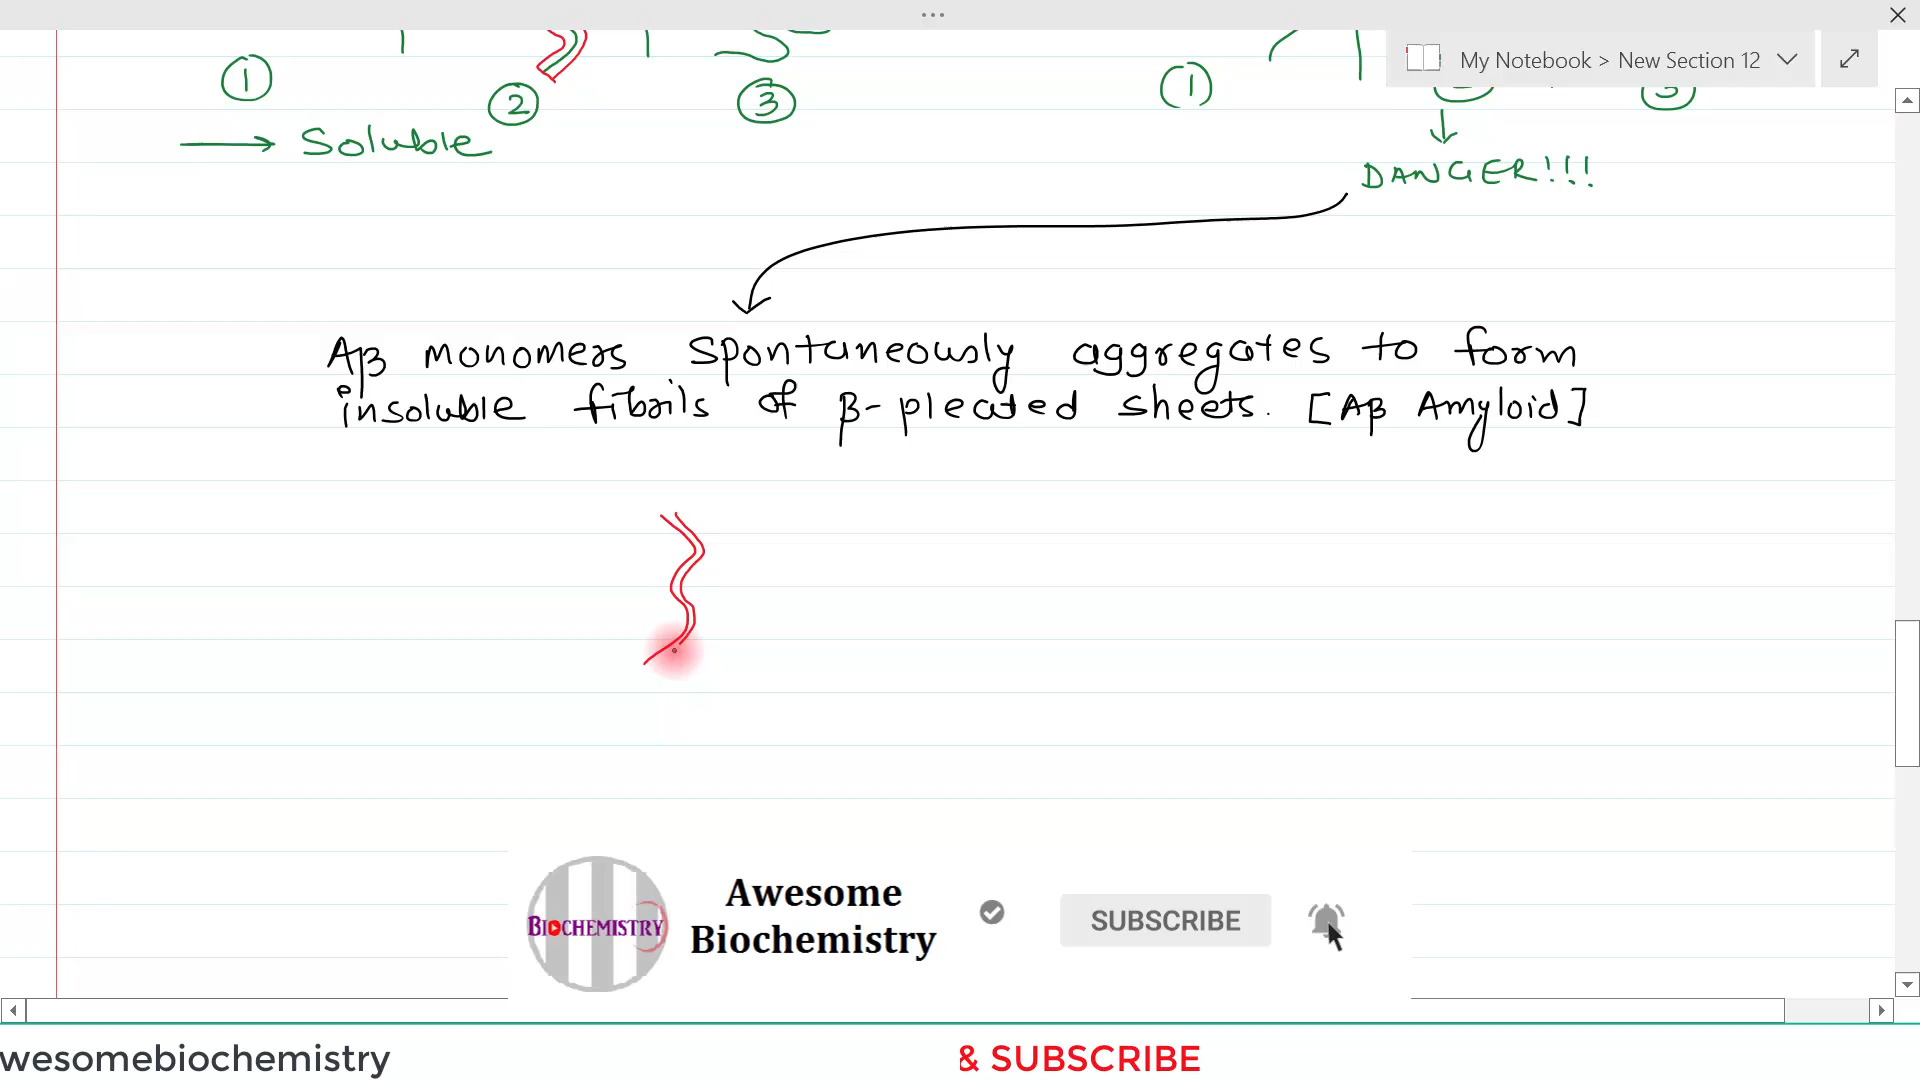 My Notebook > New Section 12
1
2
3
1
3
Soluble
DANGER!!!
Aβ monomers spontaneously aggregates to form
insoluble fibrils of β-pleated sheets. [Aβ Amyloid]
BIOCHEMISTRY
Awesome
Biochemistry
SUBSCRIBE
wesomebiochemistry
& SUBSCRIBE